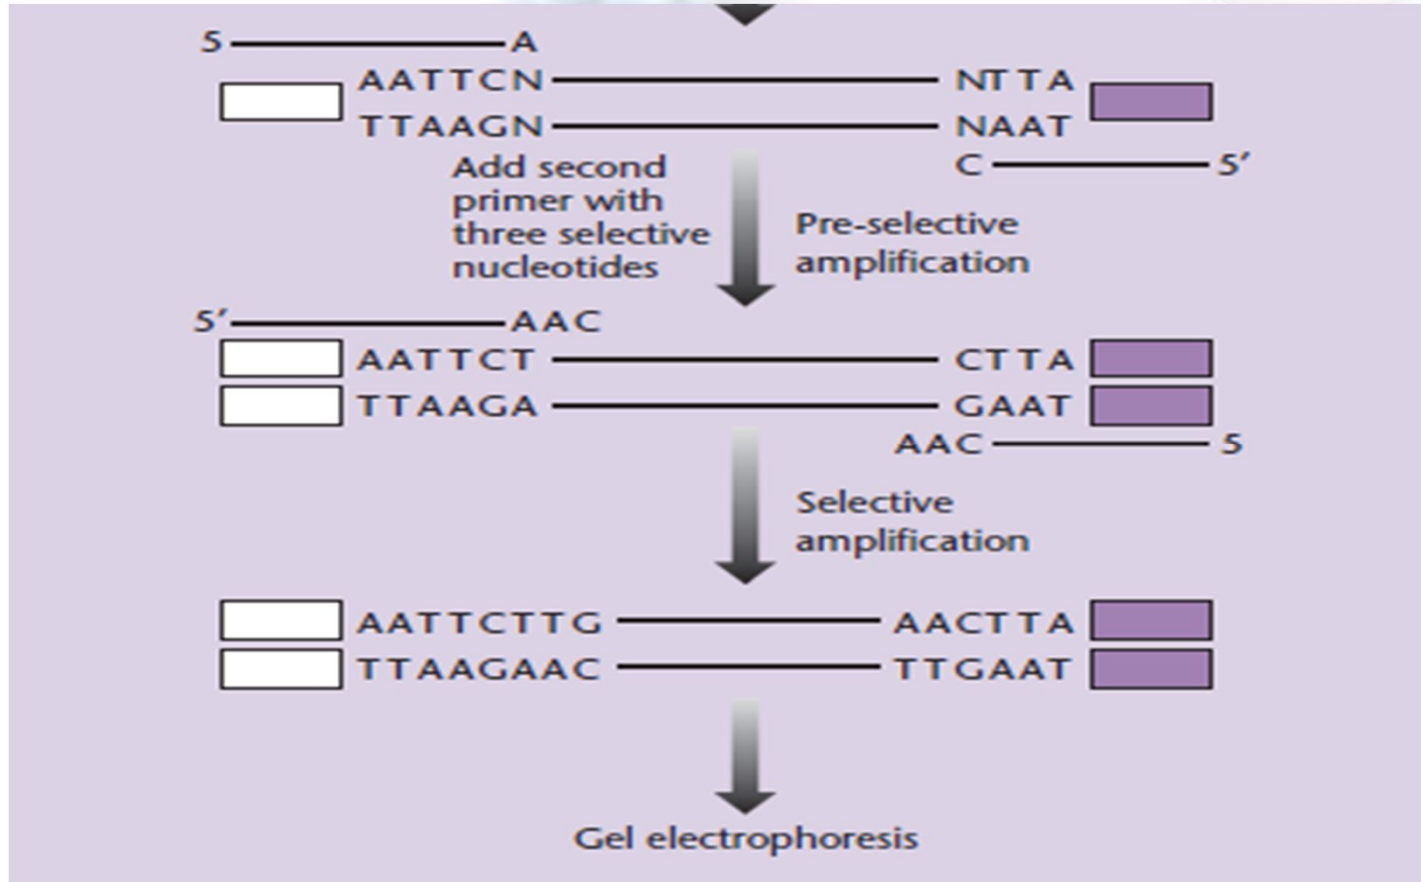 5 A
AATTCN NTTA
TTAAGN NAAT
C 5′
Add second
primer with
three selective
nucleotides
Pre-selective
amplification
5′ AAC
AATTCT CTTA
TTAAGA GAAT
AAC 5
Selective
amplification
AATTCTTG AACTTA
TTAAGAAC TTGAAT
Gel electrophoresis